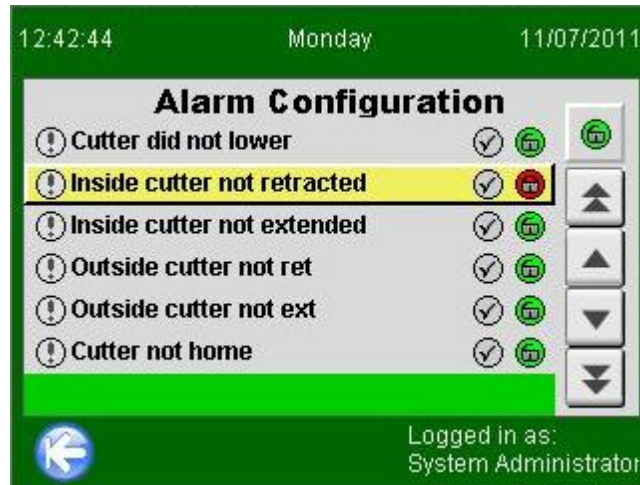 12:42:44 Monday 11/07/2011
Alarm Configuration
Cutter did not lower
Inside cutter not retracted
Inside cutter not extended
Outside cutter not ret
Outside cutter not ext
Cutter not home
Logged in as:
System Administrator